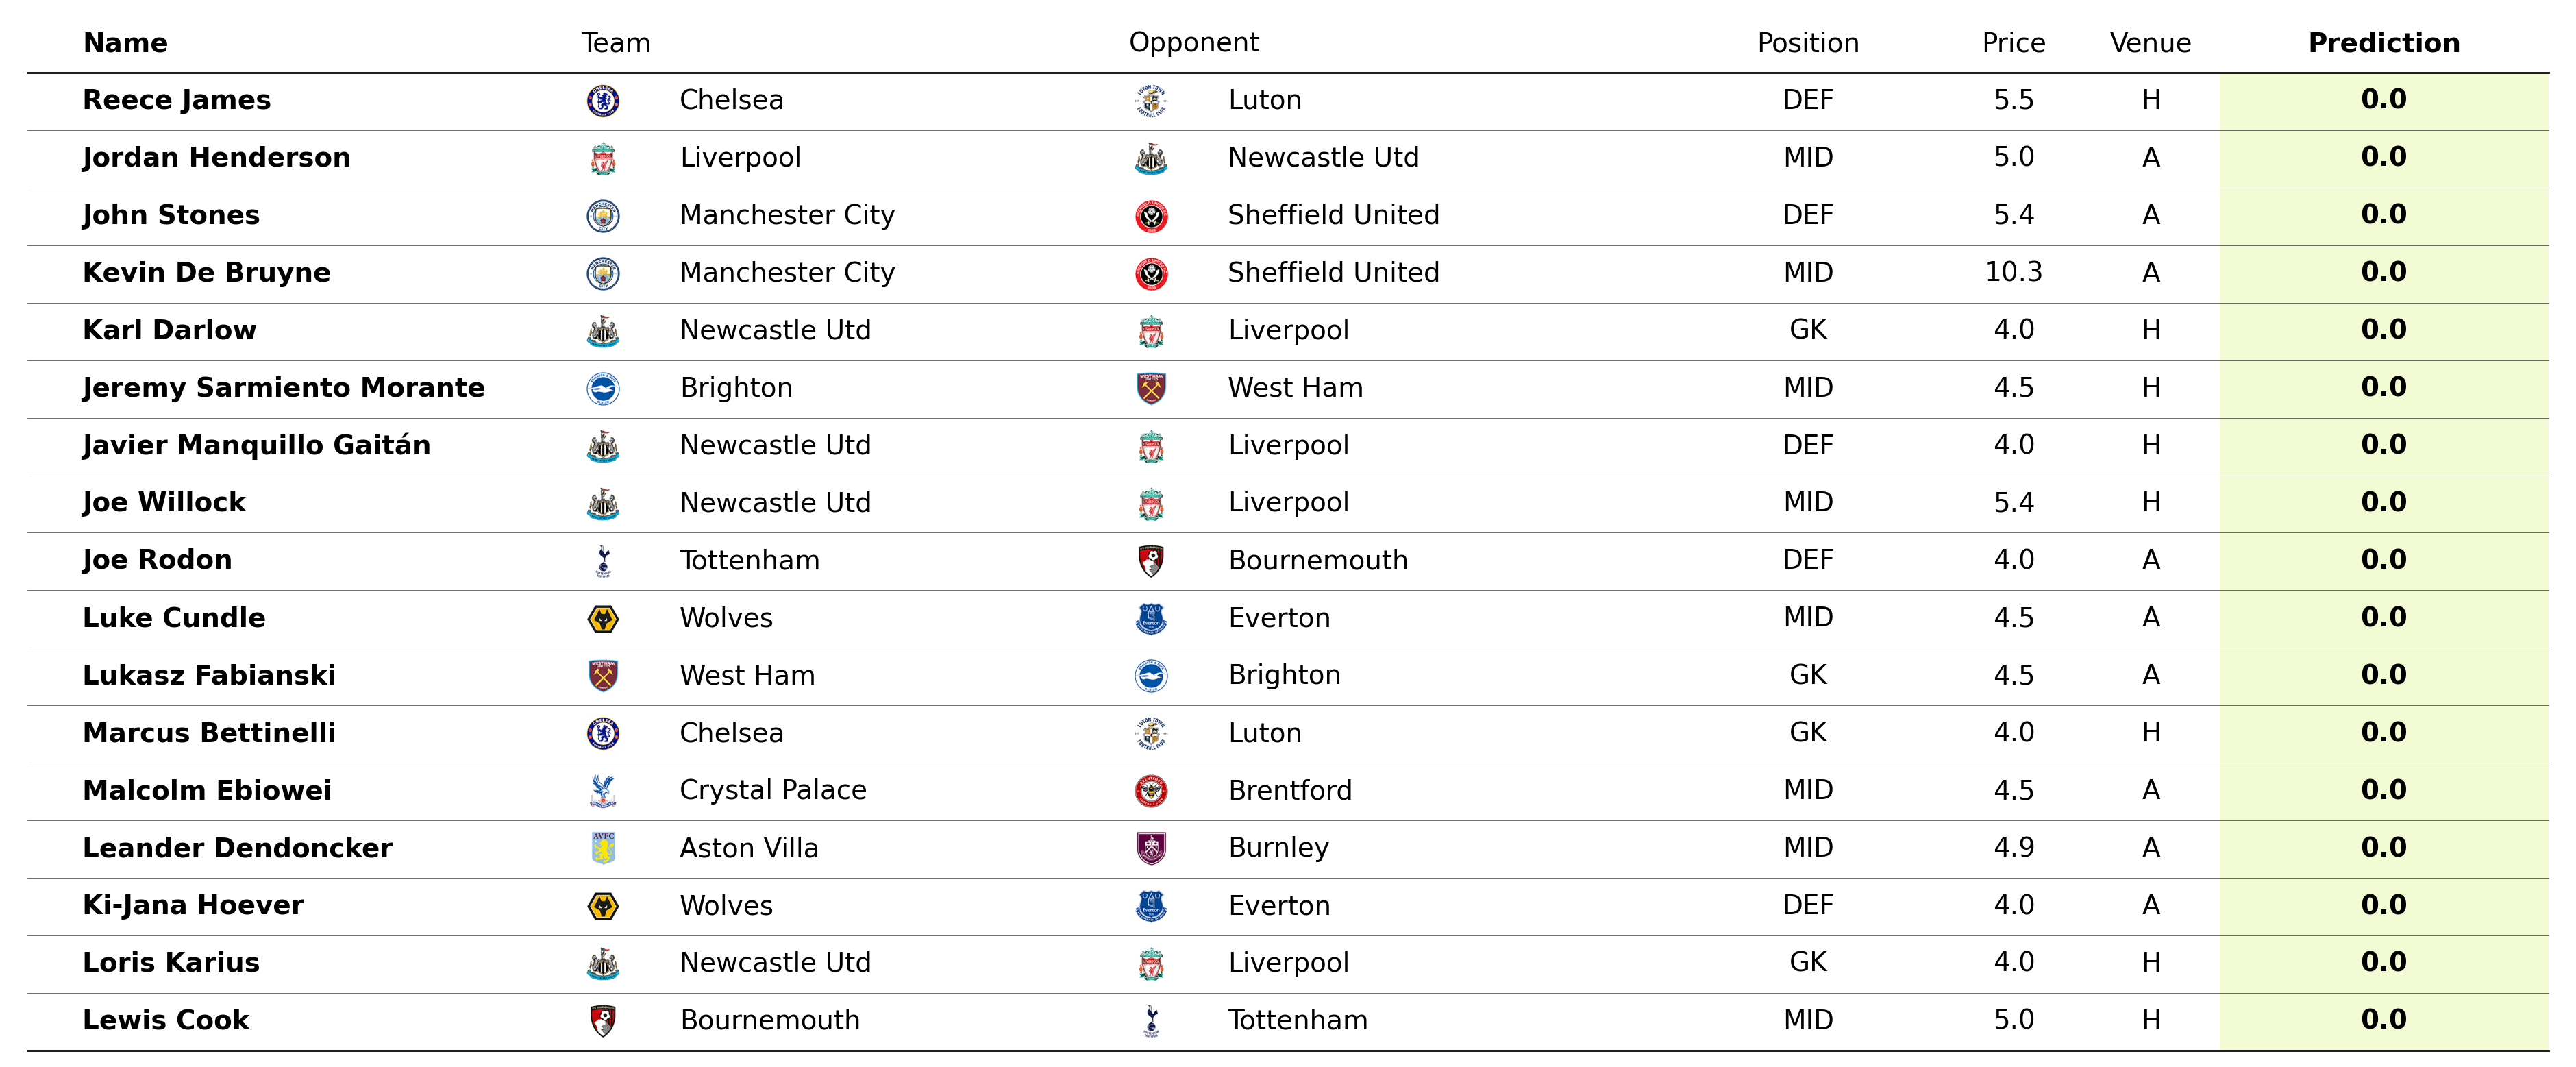 Name Team Opponent Position Price Venue Prediction
Reece James Chelsea Luton DEF 5.5 H 0.0
Jordan Henderson Liverpool Newcastle Utd MID 5.0 A 0.0
John Stones Manchester City Sheffield United DEF 5.4 A 0.0
Kevin De Bruyne Manchester City Sheffield United MID 10.3 A 0.0
Karl Darlow Newcastle Utd Liverpool GK 4.0 H 0.0
Jeremy Sarmiento Morante Brighton West Ham MID 4.5 H 0.0
Javier Manquillo Gaitán Newcastle Utd Liverpool DEF 4.0 H 0.0
Joe Willock Newcastle Utd Liverpool MID 5.4 H 0.0
Joe Rodon Tottenham Bournemouth DEF 4.0 A 0.0
Luke Cundle Wolves Everton MID 4.5 A 0.0
Lukasz Fabianski West Ham Brighton GK 4.5 A 0.0
Marcus Bettinelli Chelsea Luton GK 4.0 H 0.0
Malcolm Ebiowei Crystal Palace Brentford MID 4.5 A 0.0
Leander Dendoncker Aston Villa Burnley MID 4.9 A 0.0
Ki-Jana Hoever Wolves Everton DEF 4.0 A 0.0
Loris Karius Newcastle Utd Liverpool GK 4.0 H 0.0
Lewis Cook Bournemouth Tottenham MID 5.0 H 0.0